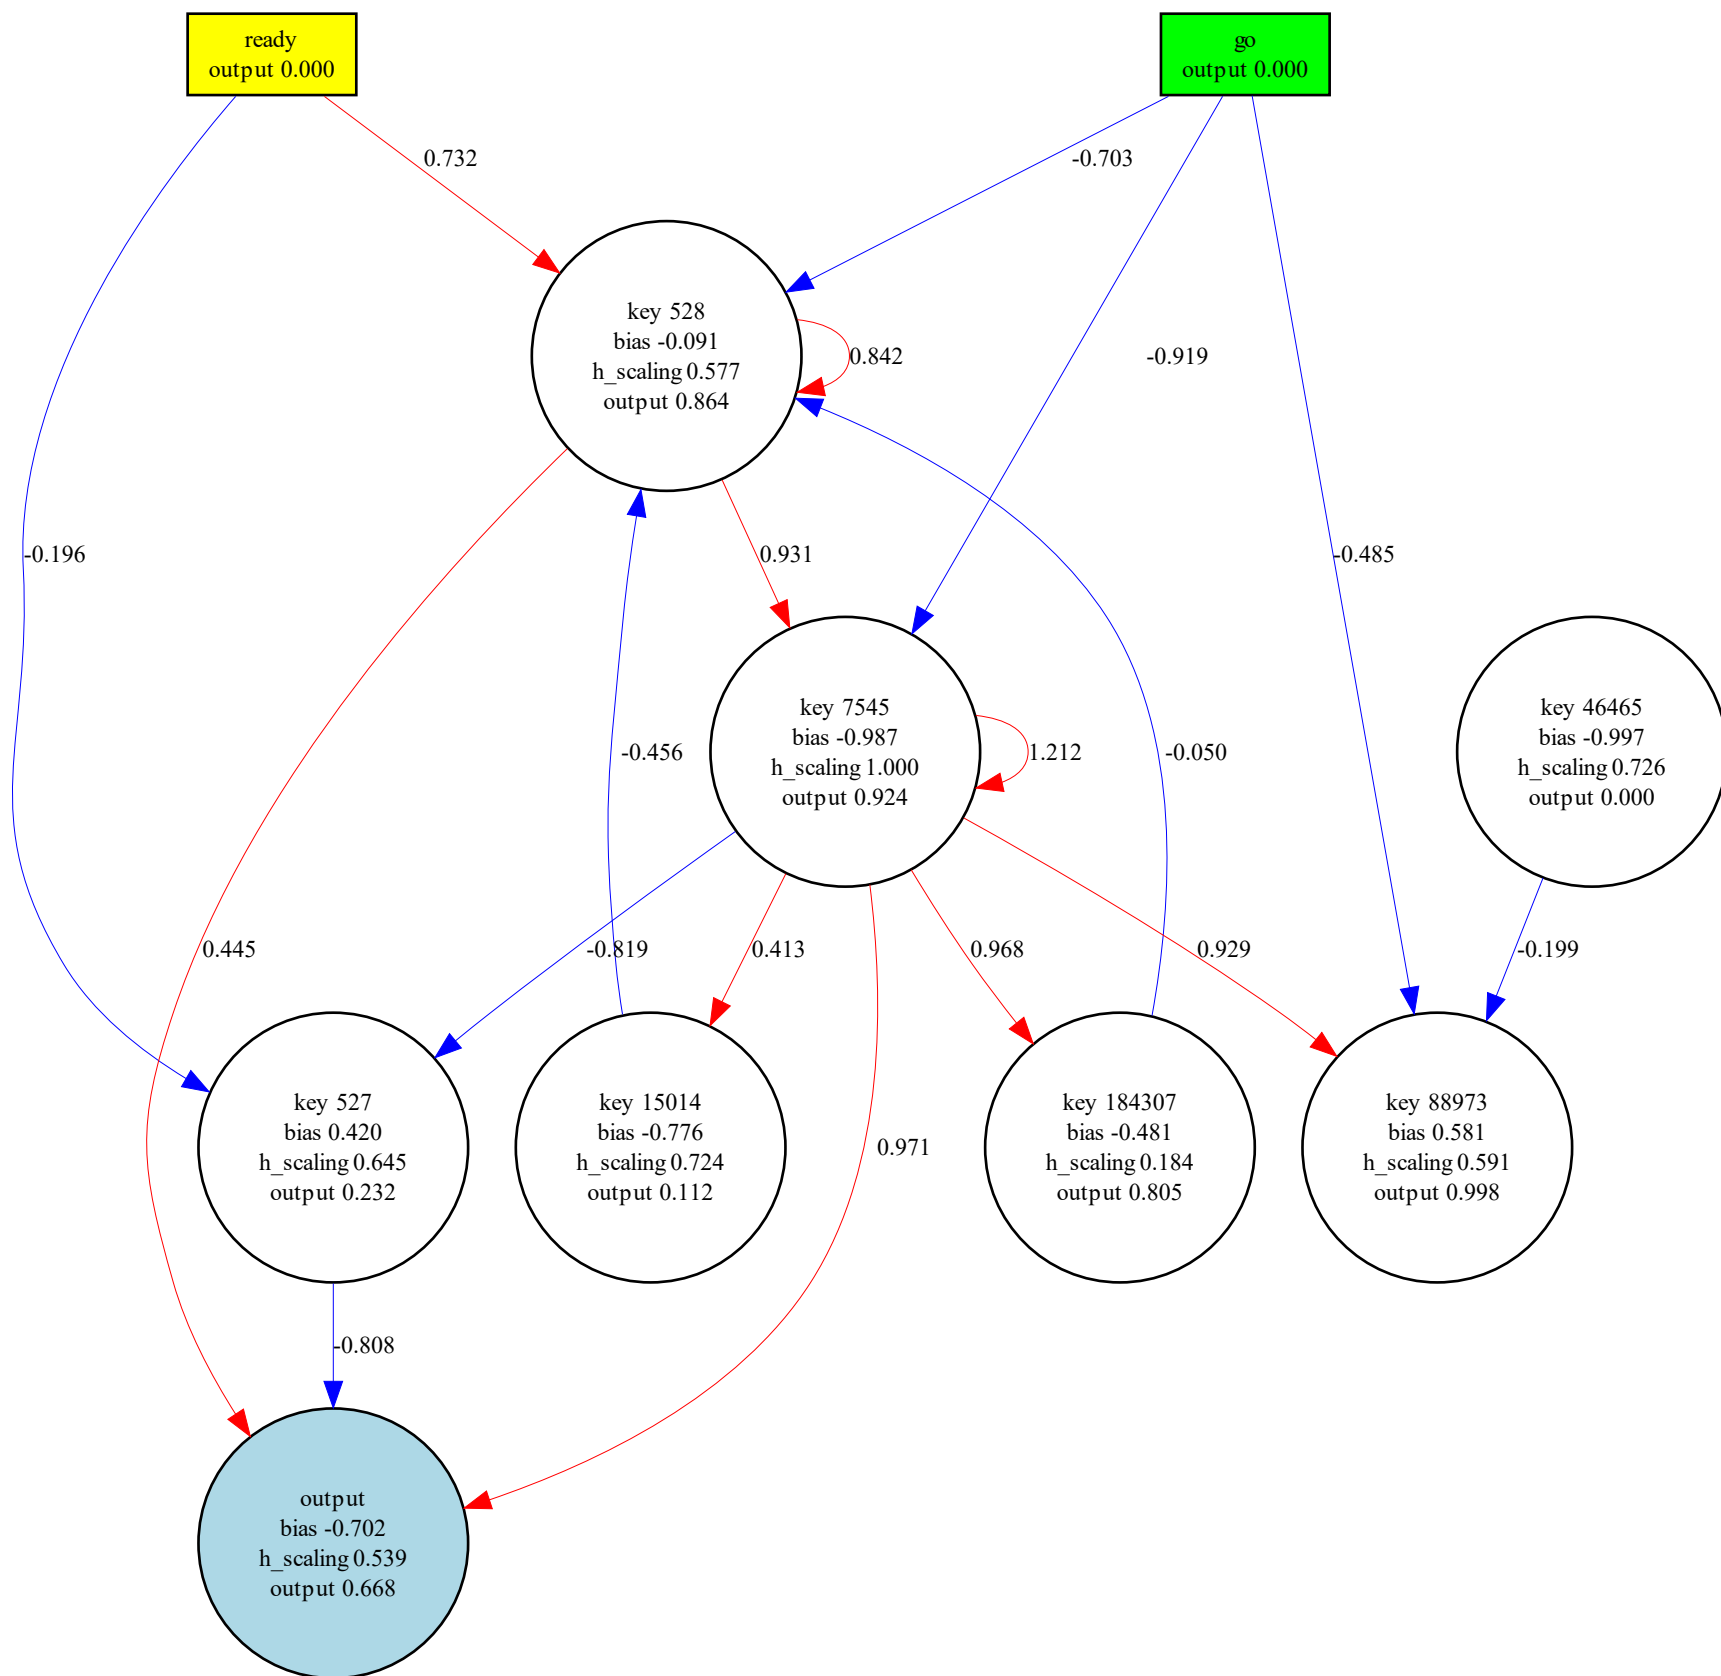 ready
output 0.000
go
output 0.000
0.732
-0.703
key 528
bias -0.091
h_scaling 0.577
output 0.864
0.842
-0.919
-0.196
0.931
-0.485
key 7545
bias -0.987
h_scaling 1.000
output 0.924
-0.456
1.212
-0.050
key 46465
bias -0.997
h_scaling 0.726
output 0.000
0.445
-0.819
0.413
0.968
0.929
-0.199
key 527
bias 0.420
h_scaling 0.645
output 0.232
key 15014
bias -0.776
h_scaling 0.724
output 0.112
0.971
key 184307
bias -0.481
h_scaling 0.184
output 0.805
key 88973
bias 0.581
h_scaling 0.591
output 0.998
-0.808
output
bias -0.702
h_scaling 0.539
output 0.668